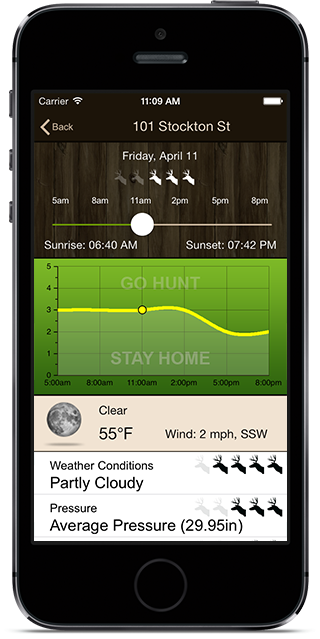 Carrier 11:09 AM
Back 101 Stockton St
Friday, April 11
5am 8am 11am 2pm 5pm 8pm
Sunrise: 06:40 AM Sunset: 07:42 PM
5
GO HUNT
4
3
2
1
STAY HOME
0
5:00am 8:00am 11:00am 2:00pm 5:00pm 8:00pm
Clear
55°F Wind: 2 mph, SSW
Weather Conditions
Partly Cloudy
Pressure
Average Pressure (29.95in)